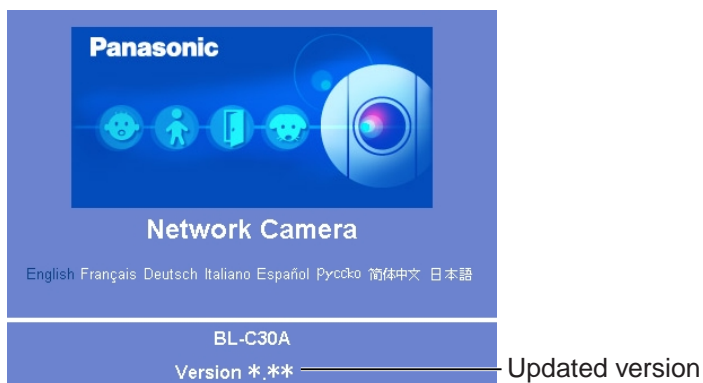 Panasonic
Network Camera
English Français Deutsch Italiano Español Русско 简体中文 日本語
BL-C30A
Version *.** Updated version